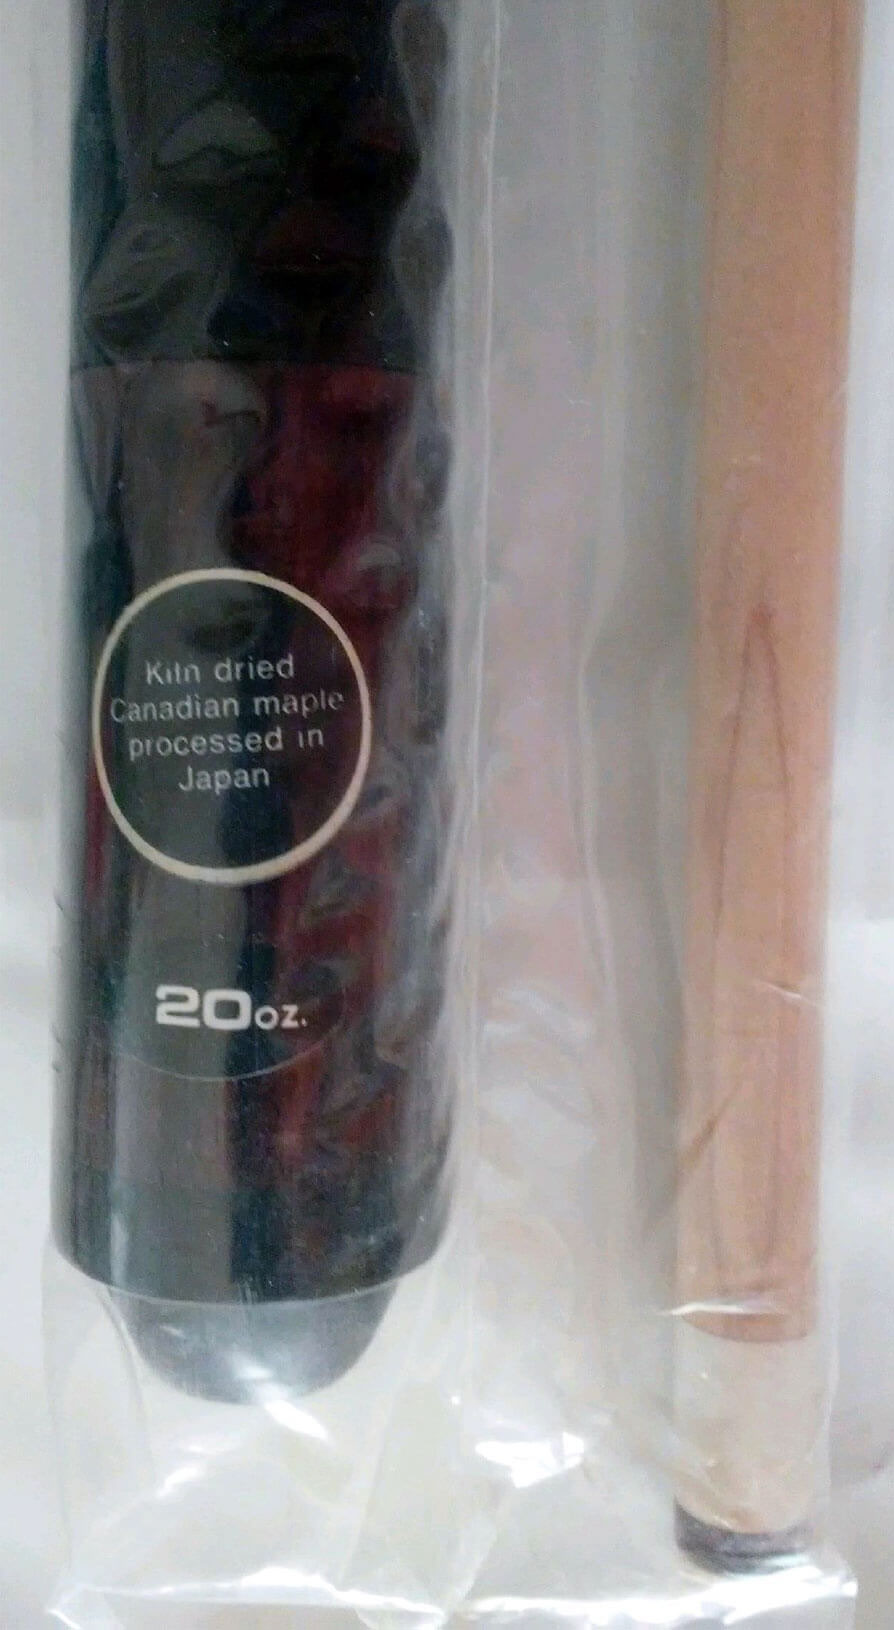 Kiln dried
Canadian maple
processed in
Japan
20oz.